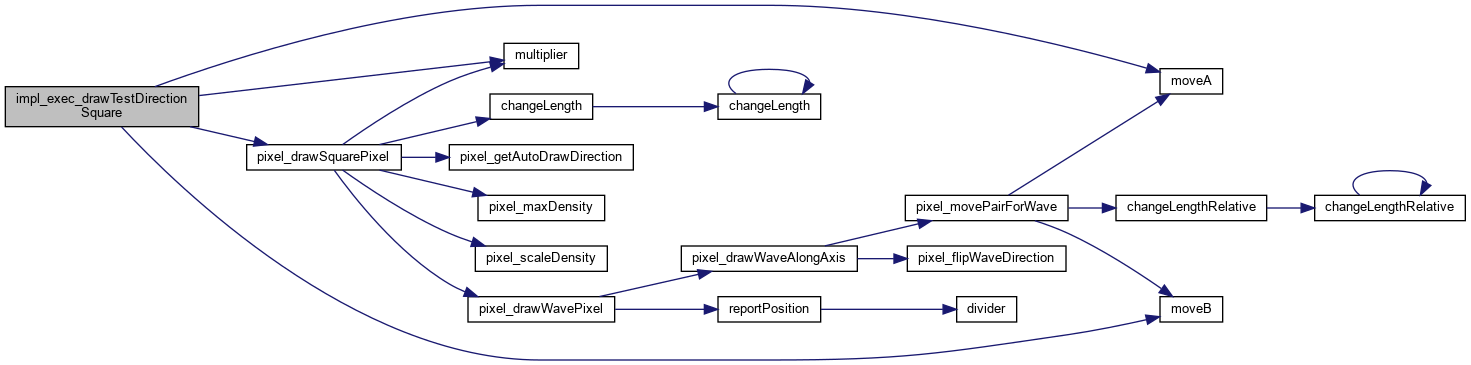 impl_exec_drawTestDirection
Square
multiplier
moveA
changeLength
changeLength
pixel_drawSquarePixel
pixel_getAutoDrawDirection
pixel_maxDensity
pixel_movePairForWave
changeLengthRelative
changeLengthRelative
pixel_scaleDensity
pixel_drawWaveAlongAxis
pixel_flipWaveDirection
pixel_drawWavePixel
reportPosition
divider
moveB